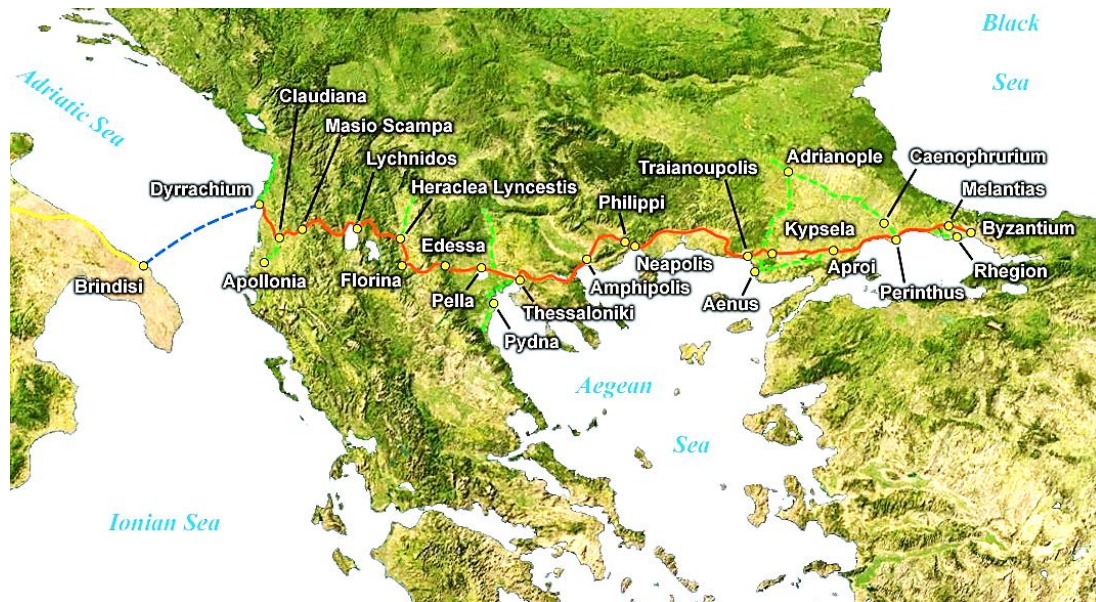 Black
Sea
Adriatic Sea
Claudiana
Masio Scampa
Lychnidos
Heraclea Lyncestis
Dyrrachium
Traianoupolis
Adrianople
Caenophrurium
Melantias
Philippi
Byzantium
Edessa
Kypsela
Brindisi
Apollonia
Florina
Pella
Neapolis
Amphipolis
Aproi
Rhegion
Aenus
Perinthus
Thessaloniki
Pydna
Aegean
Sea
Ionian Sea